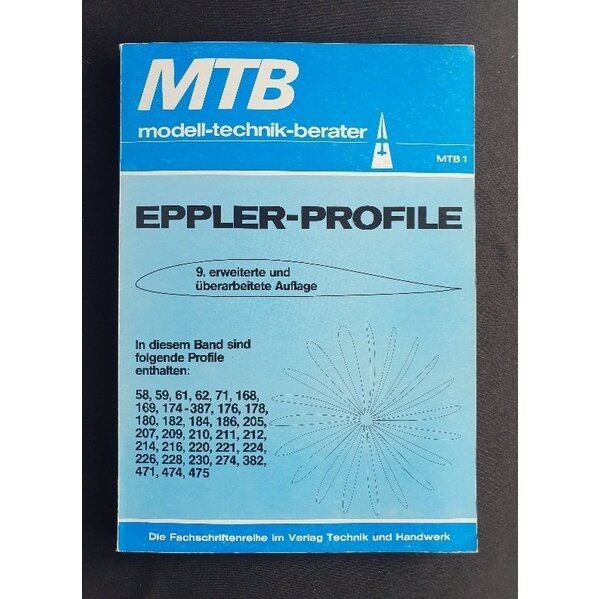 MTB
modell-technik-berater
MTB 1
EPPLER-PROFILE
9. erweiterte und
überarbeitete Auflage
In diesem Band sind
folgende Profile
enthalten:
58, 59, 61, 62, 71, 168,
169, 174-387, 176, 178,
180, 182, 184, 186, 205,
207, 209, 210, 211, 212,
214, 216, 220, 221, 224,
226, 228, 230, 274, 382,
471, 474, 475
Die Fachschriftenreihe im Verlag Technik und Handwerk